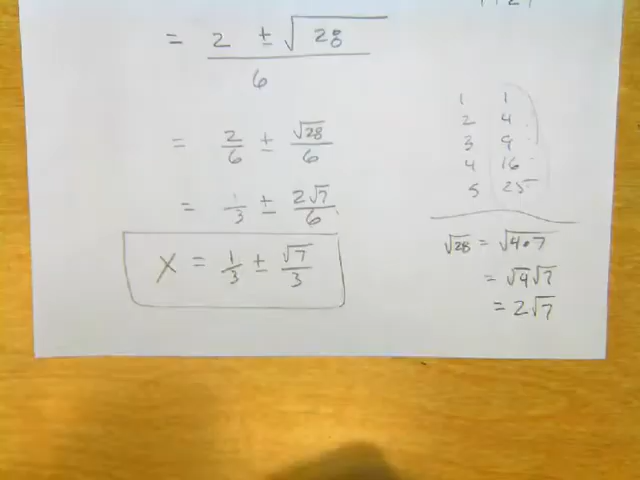 = 2 ± √28
6
= 2/6 ± √28/6
= 1/3 ± 2√7/6
X = 1/3 ± √7/3
1 1
2 4
3 9
4 16
5 25
√28 = √4•7
= √4√7
= 2√7